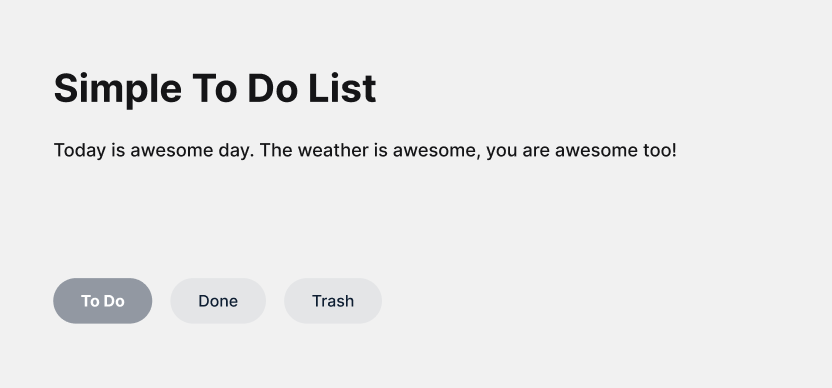 Simple To Do List
Today is awesome day. The weather is awesome, you are awesome too!
To Do Done Trash